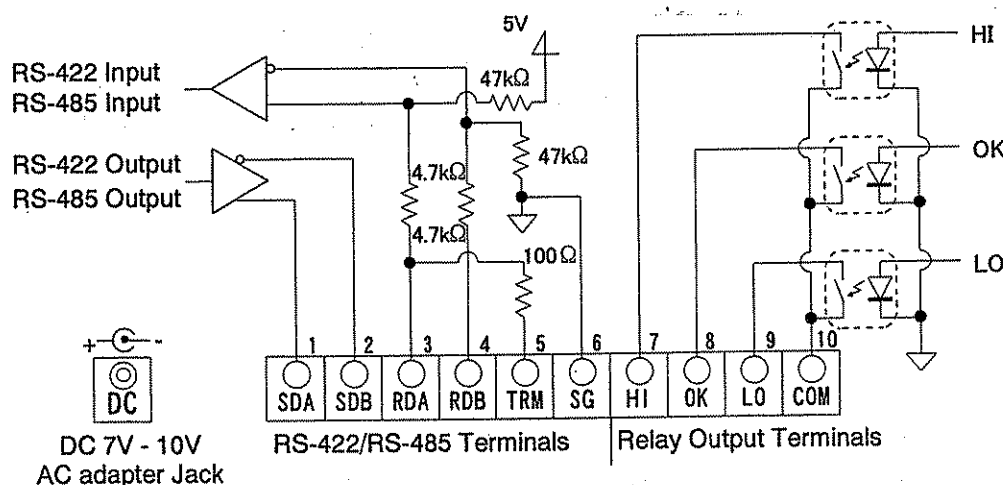 5V
HI
RS-422 Input
RS-485 Input
47kΩ
RS-422 Output
RS-485 Output
47kΩ
OK
4.7kΩ
4.7kΩ
100Ω
LO
+ -
1 2 3 4 5 6 7 8 9 10
DC
SDA SDB RDA RDB TRM SG HI OK LO COM
DC 7V - 10V
AC adapter Jack
RS-422/RS-485 Terminals
Relay Output Terminals